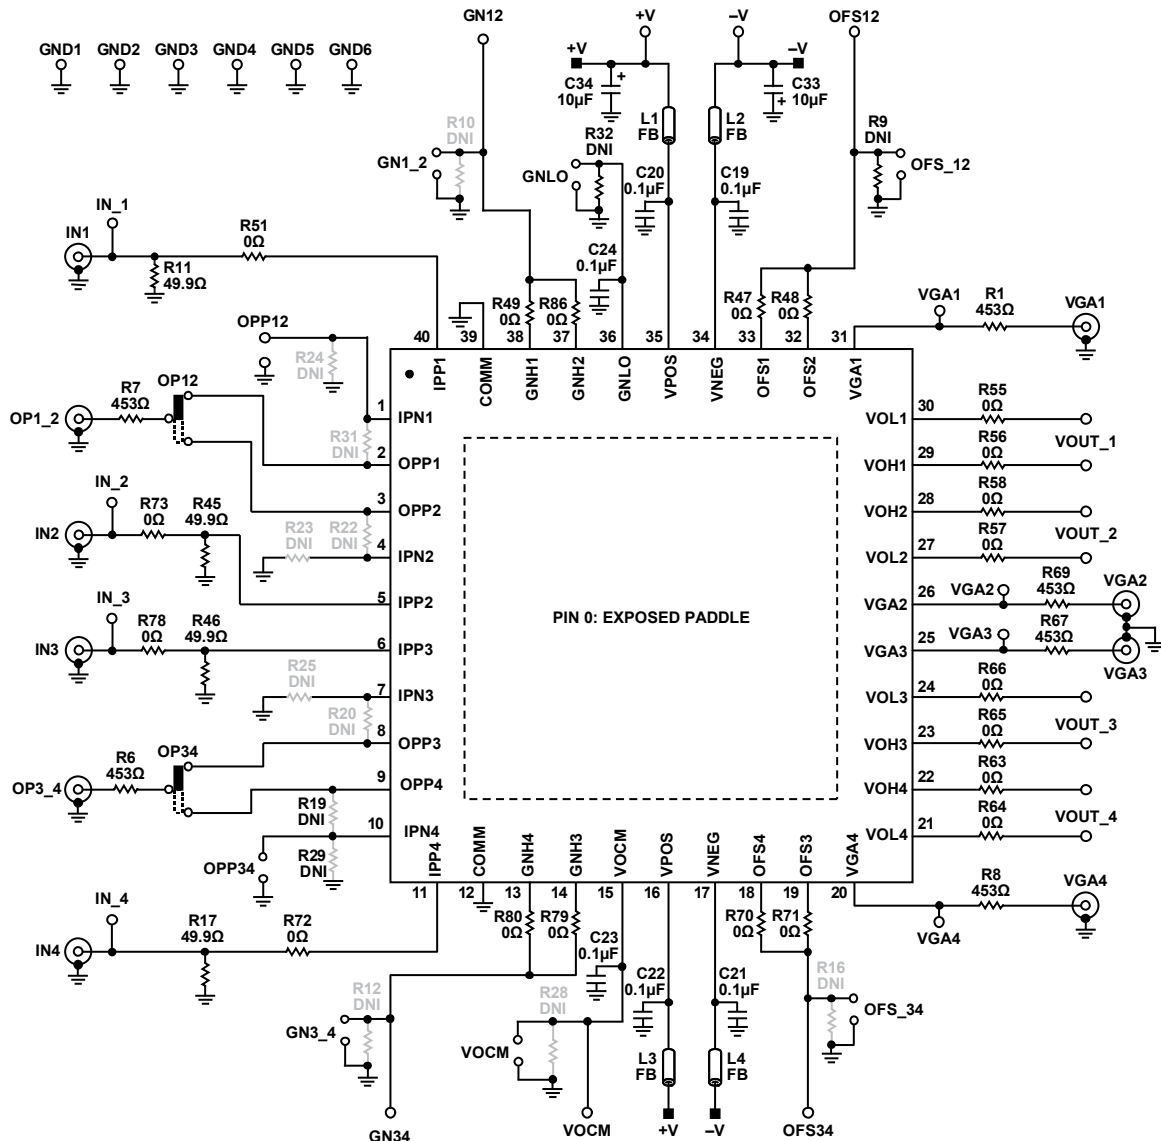 GN12
+V
–V
OFS12
GND1 GND2 GND3 GND4 GND5 GND6
+V
–V
C34
10µF
+
C33
10µF
+
R10
DNI
GN1_2
R32
DNI
GNLO
L1
FB
L2
FB
R9
DNI
OFS_12
C20
0.1µF
C19
0.1µF
C24
0.1µF
IN_1
IN1
R11
49.9Ω
R51
0Ω
R49
0Ω
R86
0Ω
R47
0Ω
R48
0Ω
VGA1
R1
453Ω
VGA1
40 39 38 37 36 35 34 33 32 31
IPP1 COMM GNH1 GNH2 GNLO VPOS VNEG OFS1 OFS2 VGA1
OPP12
R24
DNI
1 IPN1
R7
453Ω
OP12
OP1_2
R31
DNI
2 OPP1
3 OPP2
IN_2
IN2
R73
0Ω
R45
49.9Ω
R23
DNI
R22
DNI
4 IPN2
5 IPP2
IN_3
IN3
R78
0Ω
R46
49.9Ω
6 IPP3
R25
DNI
7 IPN3
R20
DNI
8 OPP3
R6
453Ω
OP34
OP3_4
9 OPP4
R19
DNI
10 IPN4
R29
DNI
OPP34
PIN 0: EXPOSED PADDLE
VOL1 30
R55
0Ω
VOUT_1
VOH1 29
R56
0Ω
VOH2 28
R58
0Ω
VOUT_2
VOL2 27
R57
0Ω
VGA2 26
VGA2
R69
453Ω
VGA2
VGA3 25
VGA3
R67
453Ω
VGA3
VOL3 24
R66
0Ω
VOUT_3
VOH3 23
R65
0Ω
VOH4 22
R63
0Ω
VOUT_4
VOL4 21
R64
0Ω
IPP4 COMM GNH4 GNH3 VOCM VPOS VNEG OFS4 OFS3 VGA4
11 12 13 14 15 16 17 18 19 20
IN_4
IN4
R17
49.9Ω
R72
0Ω
R80
0Ω
R79
0Ω
C23
0.1µF
C22
0.1µF
C21
0.1µF
R70
0Ω
R71
0Ω
R8
453Ω
VGA4
VGA4
R12
DNI
GN3_4
R28
DNI
VOCM
L3
FB
L4
FB
R16
DNI
OFS_34
GN34
VOCM
+V
–V
OFS34